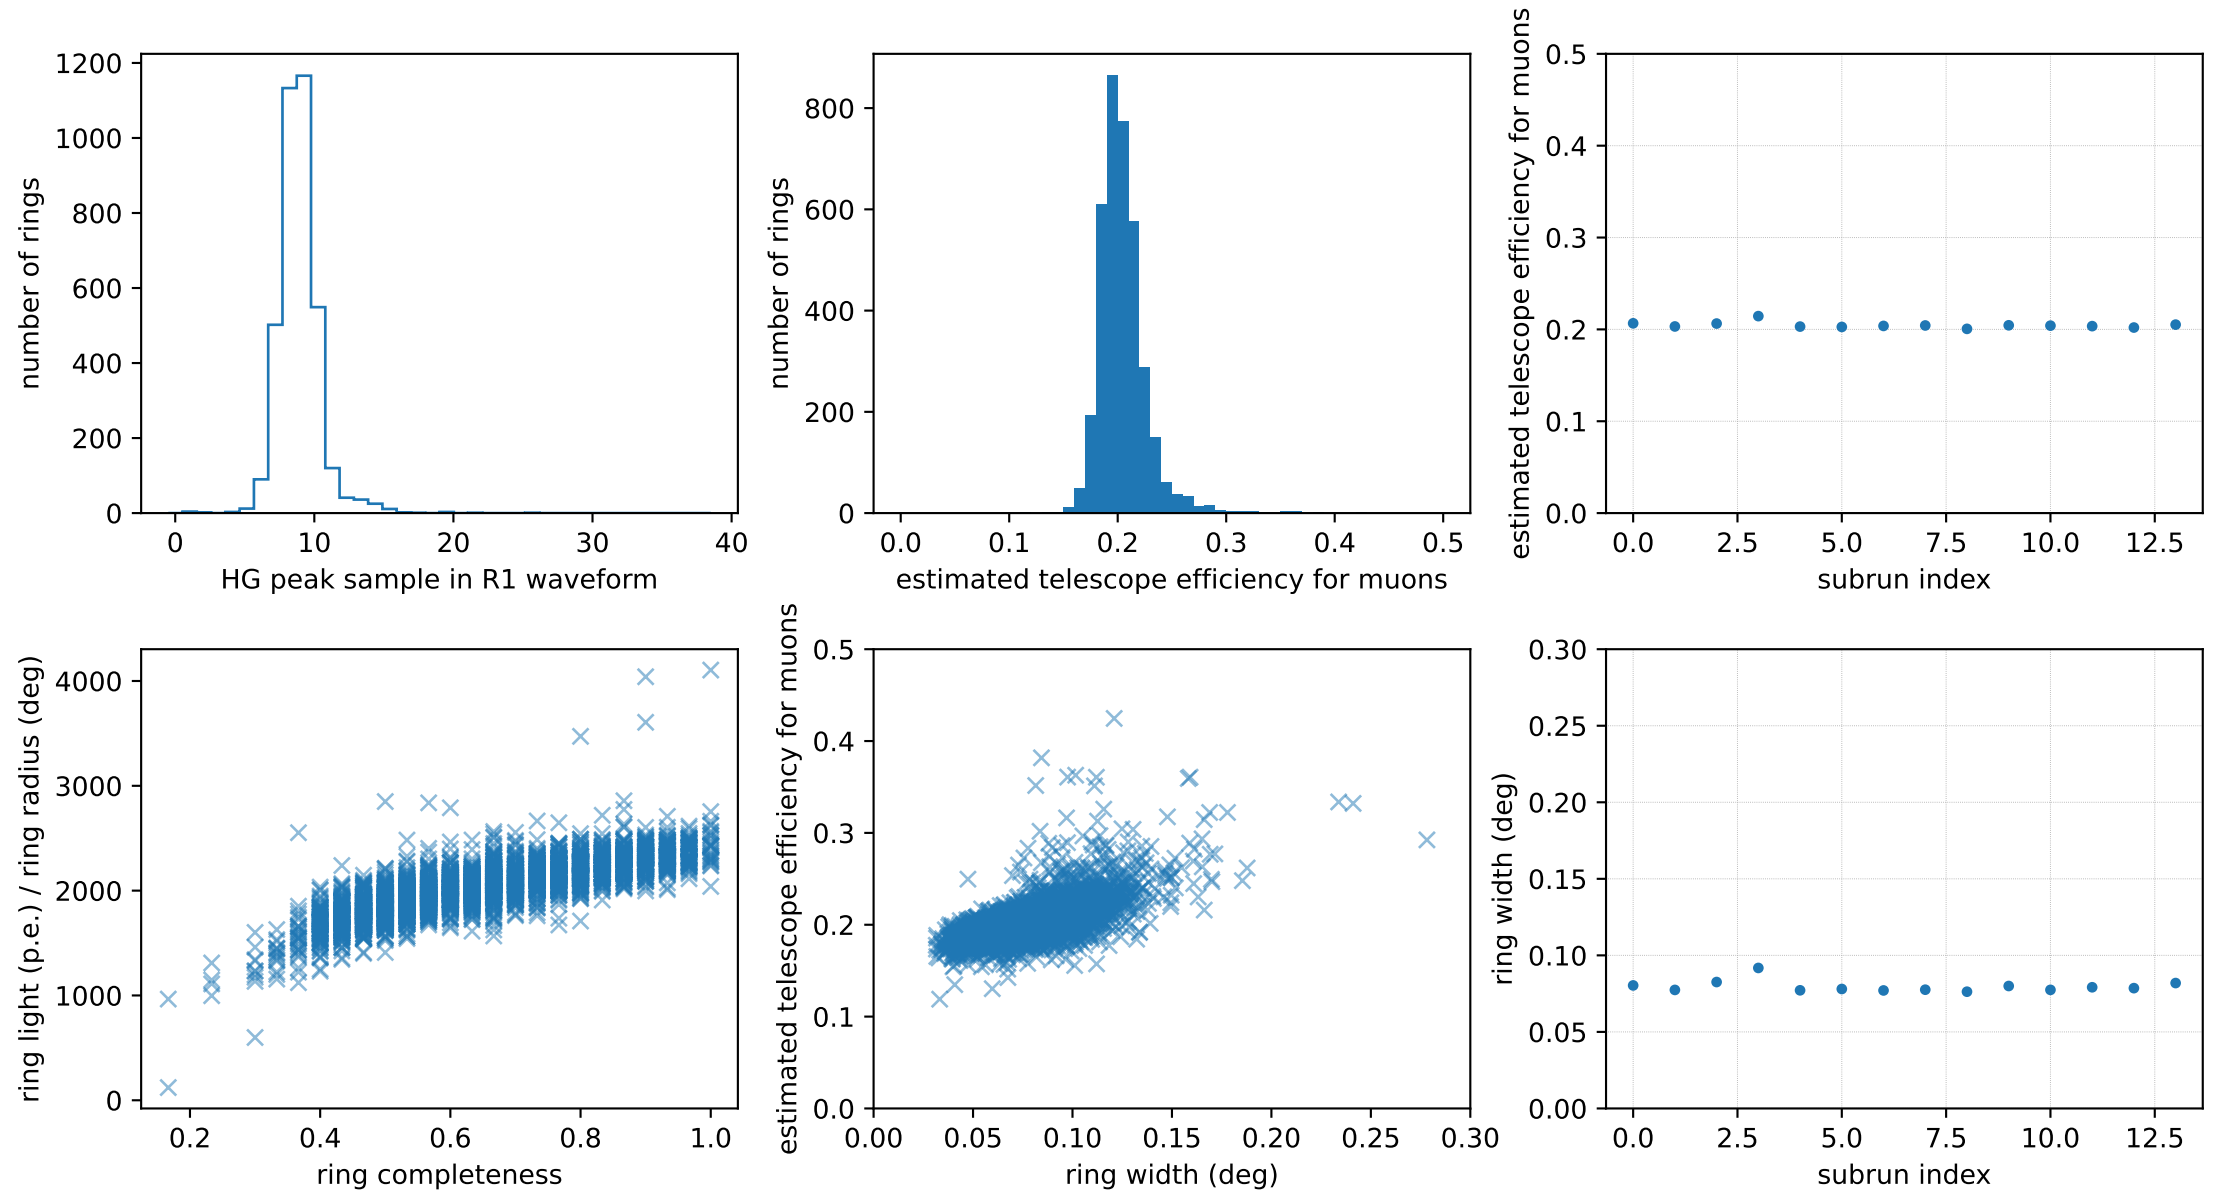 1200
1000
800
600
400
200
0
number of rings
0 10 20 30 40
HG peak sample in R1 waveform
800
600
400
200
0
number of rings
0.0 0.1 0.2 0.3 0.4 0.5
estimated telescope efficiency for muons
0.5
0.4
0.3
0.2
0.1
0.0
estimated telescope efficiency for muons
0.0 2.5 5.0 7.5 10.0 12.5
subrun index
4000
3000
2000
1000
0
ring light (p.e.) / ring radius (deg)
0.2 0.4 0.6 0.8 1.0
ring completeness
0.5
0.4
0.3
0.2
0.1
0.0
estimated telescope efficiency for muons
0.00 0.05 0.10 0.15 0.20 0.25 0.30
ring width (deg)
0.30
0.25
0.20
0.15
0.10
0.05
0.00
ring width (deg)
0.0 2.5 5.0 7.5 10.0 12.5
subrun index